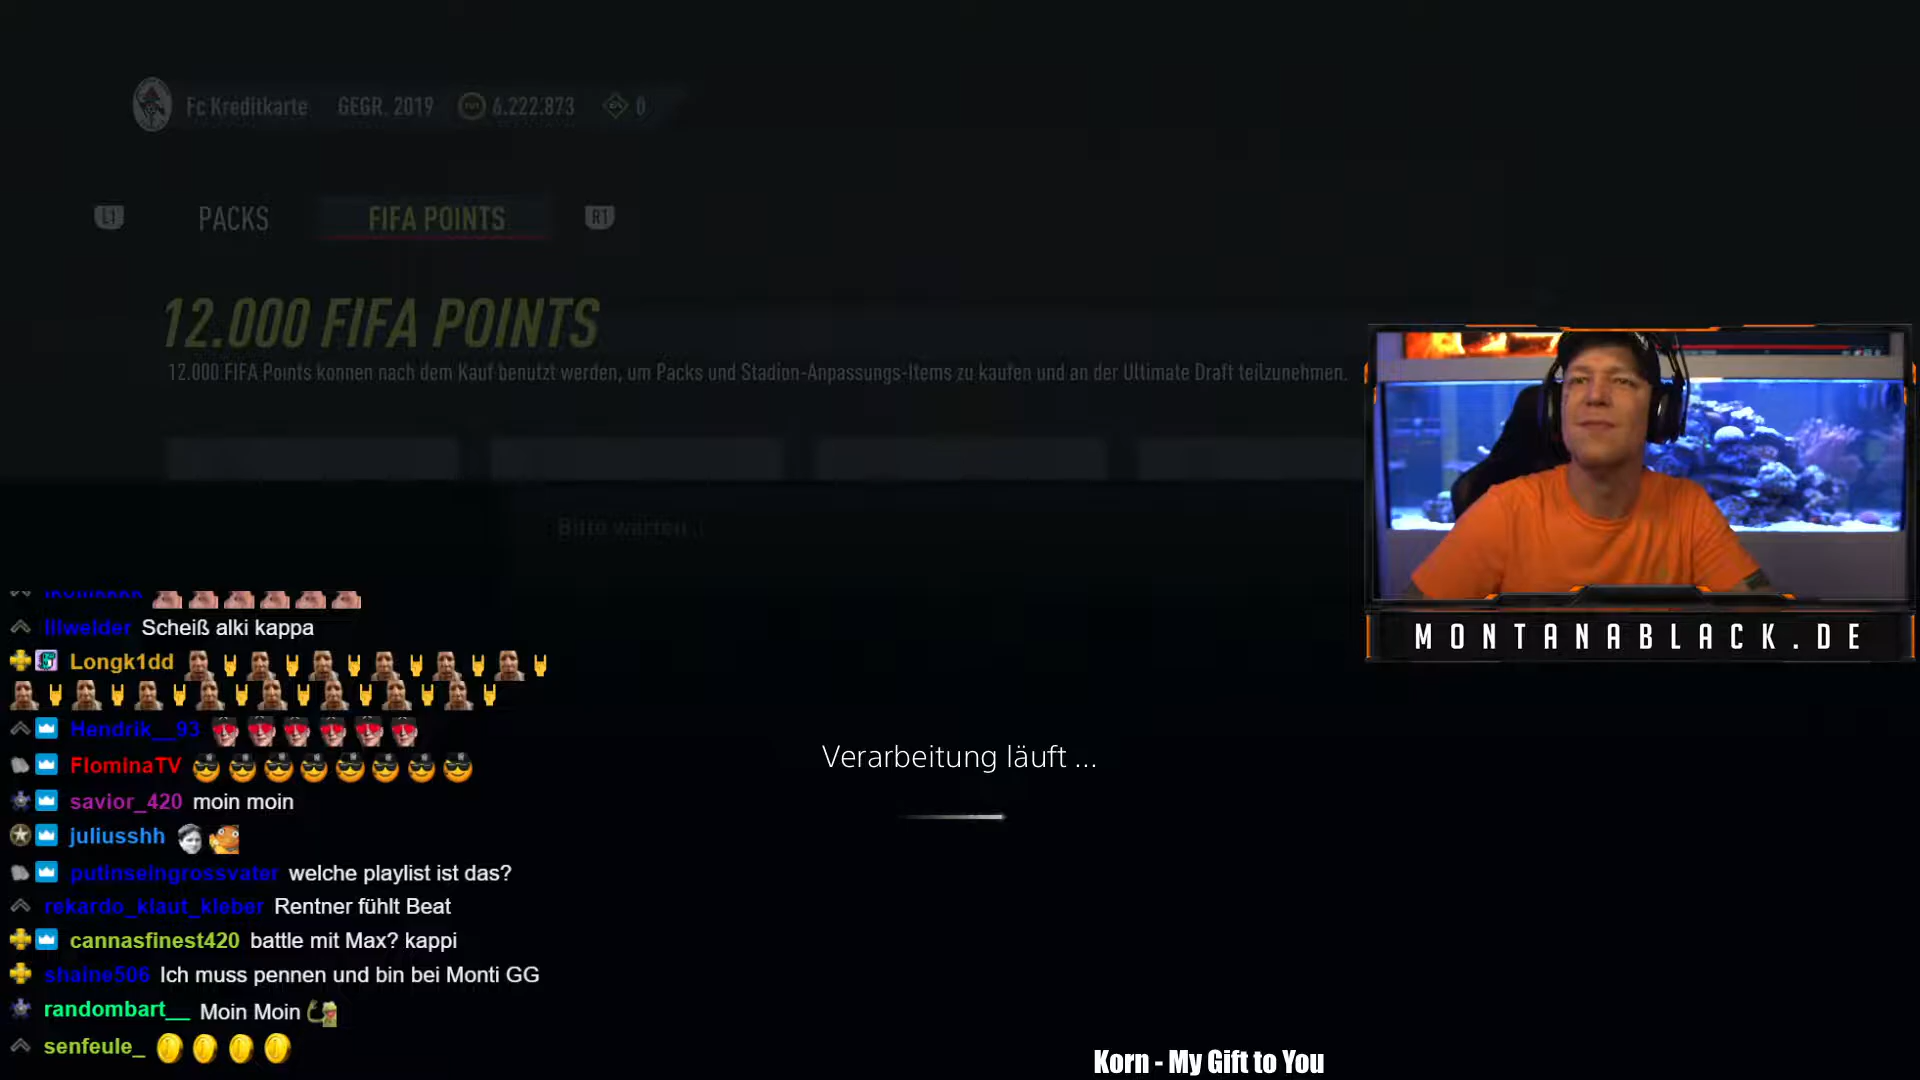 Fc Kreditkarte GEGR. 2019 6.222.873 0
L1 PACKS FIFA POINTS R1
12.000 FIFA POINTS
12.000 FIFA Points konnen nach dem Kauf benutzt werden, um Packs und Stadion-Anpassungs-Items zu kaufen und an der Ultimate Draft teilzunehmen.
Bitte warten
MONTANABLACK.DE
lllwelder Scheiß alki kappa
Longk1dd
Hendrik__93
FlominaTV
savior_420 moin moin
juliusshh
putinseingrossvater welche playlist ist das?
rekardo_klaut_kleber Rentner fühlt Beat
cannasfinest420 battle mit Max? kappi
shaine506 Ich muss pennen und bin bei Monti GG
randombart__ Moin Moin
senfeule_
Verarbeitung läuft ...
Korn - My Gift to You